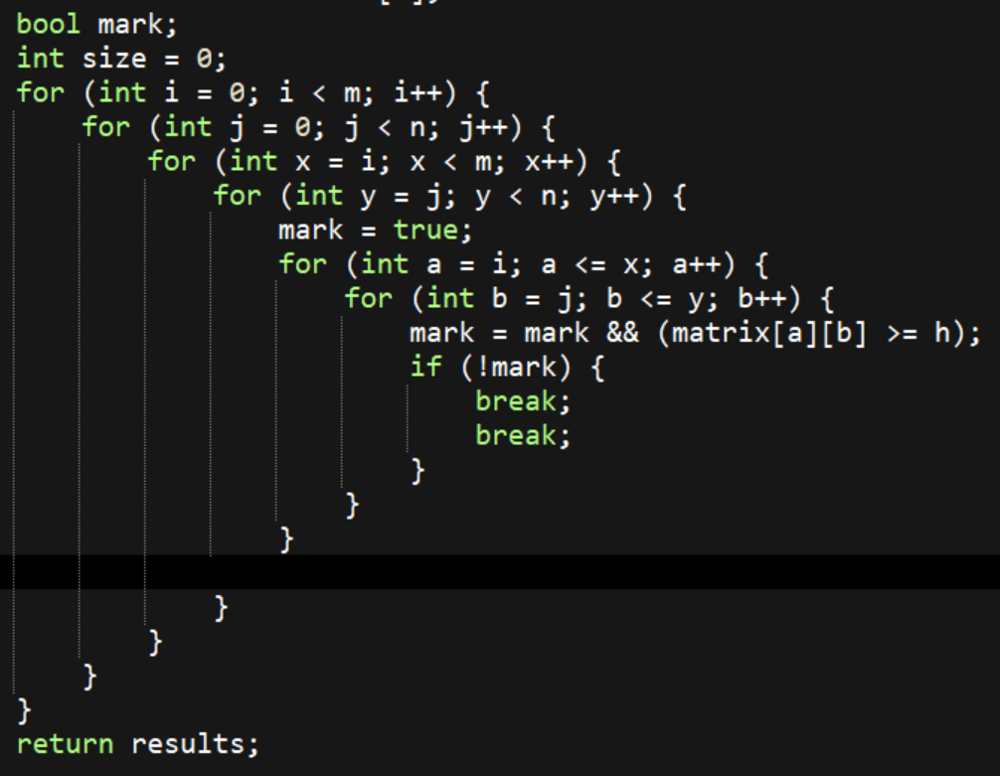 bool mark;
int size = 0;
for (int i = 0; i < m; i++) {
    for (int j = 0; j < n; j++) {
        for (int x = i; x < m; x++) {
            for (int y = j; y < n; y++) {
                mark = true;
                for (int a = i; a <= x; a++) {
                    for (int b = j; b <= y; b++) {
                        mark = mark && (matrix[a][b] >= h);
                        if (!mark) {
                            break;
                            break;
                        }
                    }
                }
            }
        }
    }
}
return results;